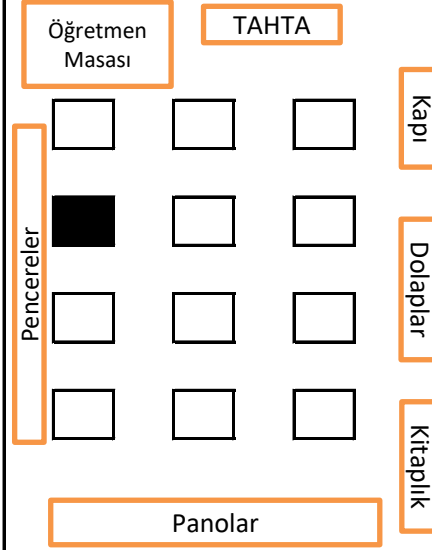 Öğretmen
Masası
TAHTA
Kapı
Pencereler
Dolaplar
Kitaplık
Panolar